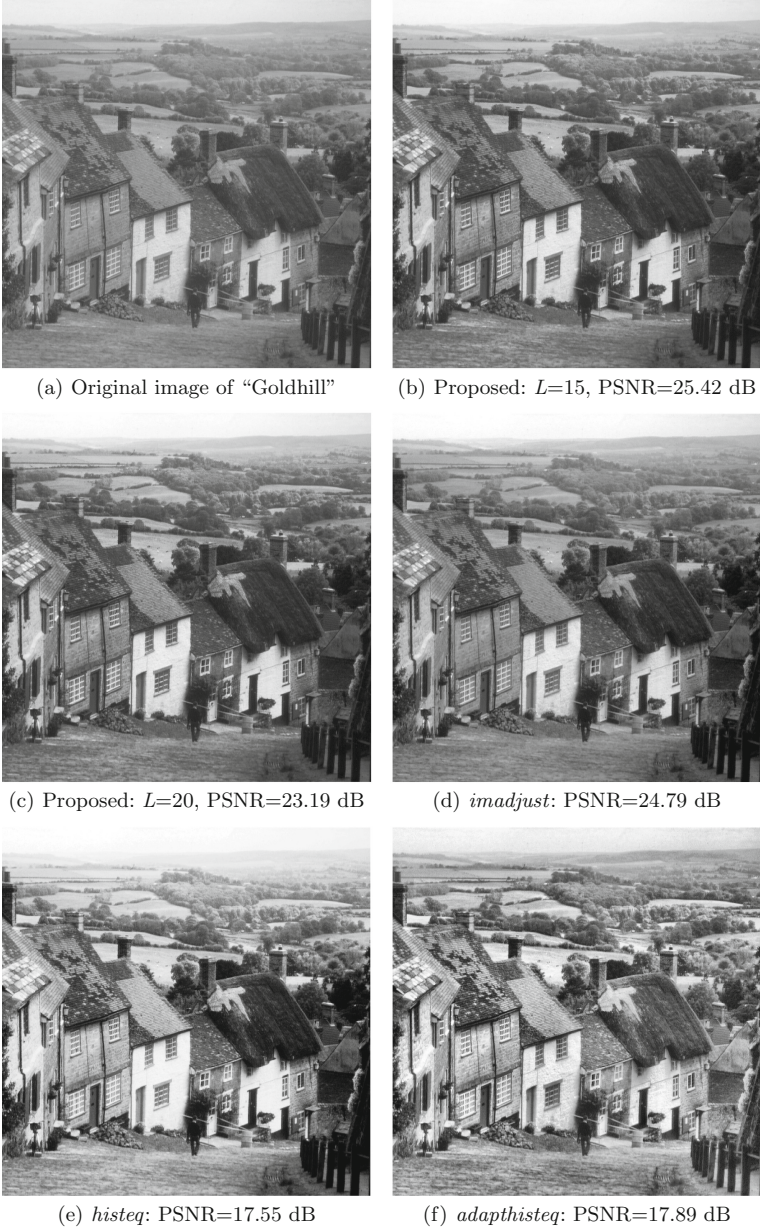 (a) Original image of “Goldhill”
(b) Proposed: L=15, PSNR=25.42 dB
(c) Proposed: L=20, PSNR=23.19 dB
(d) imadjust: PSNR=24.79 dB
(e) histeq: PSNR=17.55 dB
(f) adapthisteq: PSNR=17.89 dB